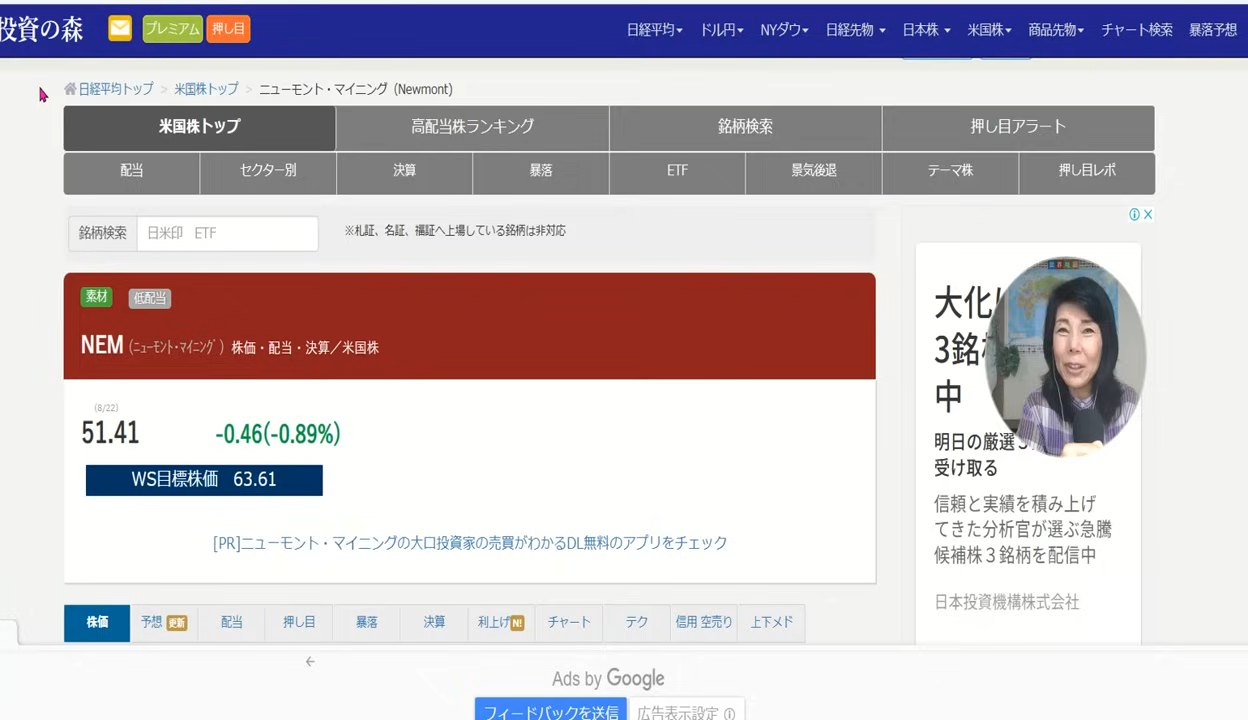 投資の森
プレミアム
押し目
日経平均▾
ドル円▾
NYダウ▾
日経先物 ▾
日本株 ▾
米国株▾
商品先物▾
チャート検索
暴落予想
日経平均トップ > 米国株トップ > ニューモント・マイニング (Newmont)
米国株トップ
高配当株ランキング
銘柄検索
押し目アラート
配当
セクター別
決算
暴落
ETF
景気後退
テーマ株
押し目レポ
銘柄検索
日米印 ETF
※札証、名証、福証へ上場している銘柄は非対応
素材
低配当
NEM (ﾆｭｰﾓﾝﾄ･ﾏｲﾆﾝｸﾞ) 株価・配当・決算／米国株
(8/22)
51.41
-0.46(-0.89%)
WS目標株価 63.61
[PR]ニューモント・マイニングの大口投資家の売買がわかるDL無料のアプリをチェック
株価
予想 更新
配当
押し目
暴落
決算
利上げ N!
チャート
テク
信用 空売り
上下メド
大化
3銘
中
明日の厳選
受け取る
信頼と実績を積み上げ
てきた分析官が選ぶ急騰
候補株３銘柄を配信中
日本投資機構株式会社
Ads by Google
フィードバックを送信
広告表示設定